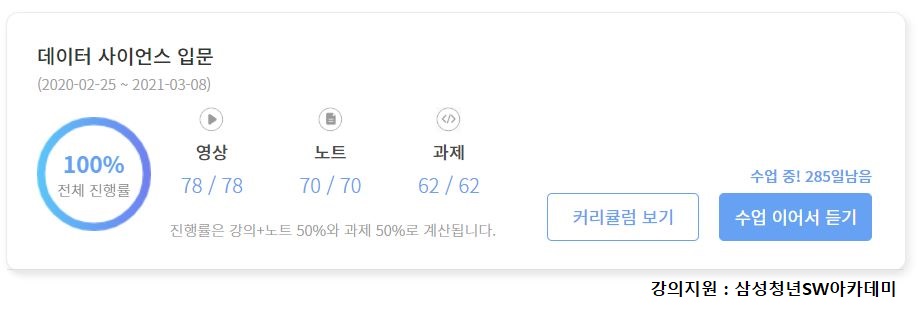 데이터 사이언스 입문
(2020-02-25 ~ 2021-03-08)
100%
전체 진행률
영상
78 / 78
노트
70 / 70
과제
62 / 62
진행률은 강의+노트 50%와 과제 50%로 계산됩니다.
수업 중! 285일남음
커리큘럼 보기
수업 이어서 듣기
강의지원 : 삼성청년SW아카데미